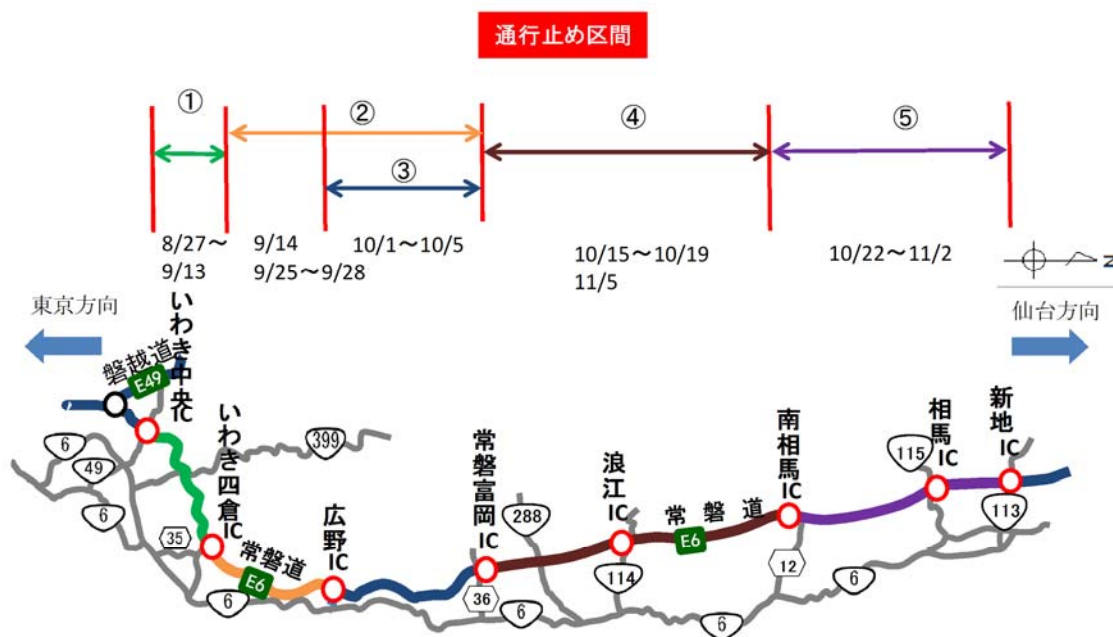 通行止め区間
①
②
③
④
⑤
8/27～
9/13
9/14
9/25～9/28
10/1～10/5
10/15～10/19
11/5
10/22～11/2
N
東京方向
仙台方向
磐越道
E49
いわき中央IC
いわき四倉IC
広野IC
常磐富岡IC
浪江IC
南相馬IC
相馬IC
新地IC
常磐道
E6
常磐道
E6
6
49
6
399
35
6
36
288
6
114
12
6
115
6
113